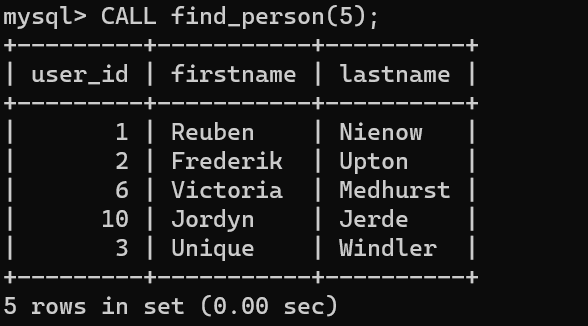 mysql> CALL find_person(5);
+---------+-----------+----------+
| user_id | firstname | lastname |
+---------+-----------+----------+
|       1 | Reuben    | Nienow   |
|       2 | Frederik  | Upton    |
|       6 | Victoria  | Medhurst |
|      10 | Jordyn    | Jerde    |
|       3 | Unique    | Windler  |
+---------+-----------+----------+
5 rows in set (0.00 sec)